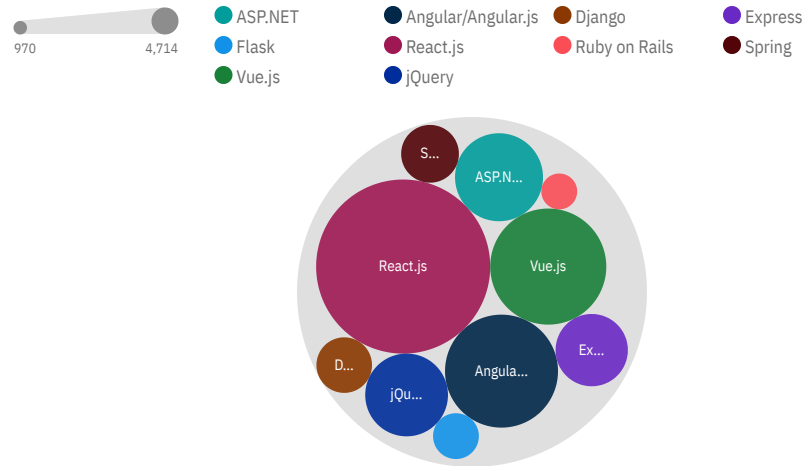 970
4,714
ASP.NET
Angular/Angular.js
Django
Express
Flask
React.js
Ruby on Rails
Spring
Vue.js
jQuery
S...
ASP.N...
React.js
Vue.js
Ex...
D...
Angula...
jQu...